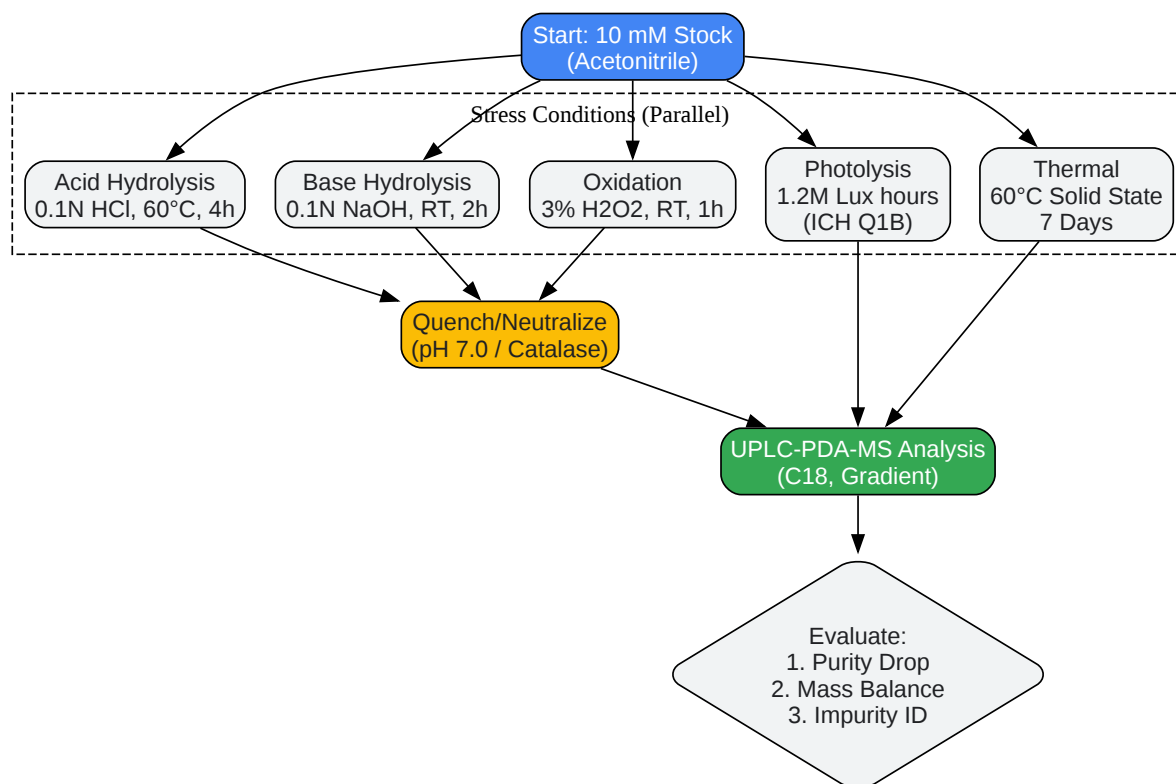 Start: 10 mM Stock
(Acetonitrile)
Stress Conditions (Parallel)
Acid Hydrolysis
0.1N HCl, 60°C, 4h
Base Hydrolysis
0.1N NaOH, RT, 2h
Oxidation
3% H2O2, RT, 1h
Photolysis
1.2M Lux hours
(ICH Q1B)
Thermal
60°C Solid State
7 Days
Quench/Neutralize
(pH 7.0 / Catalase)
UPLC-PDA-MS Analysis
(C18, Gradient)
Evaluate:
1. Purity Drop
2. Mass Balance
3. Impurity ID